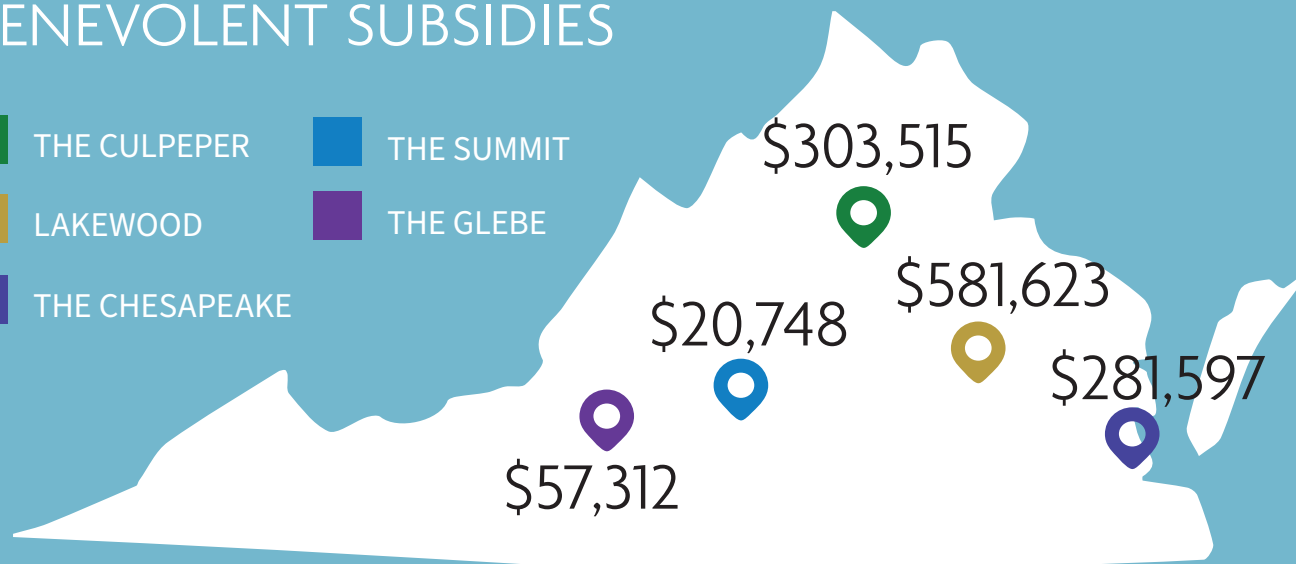 ENEVOLENT SUBSIDIES
THE CULPEPER
THE SUMMIT
LAKEWOOD
THE GLEBE
THE CHESAPEAKE
$303,515
$581,623
$20,748
$281,597
$57,312